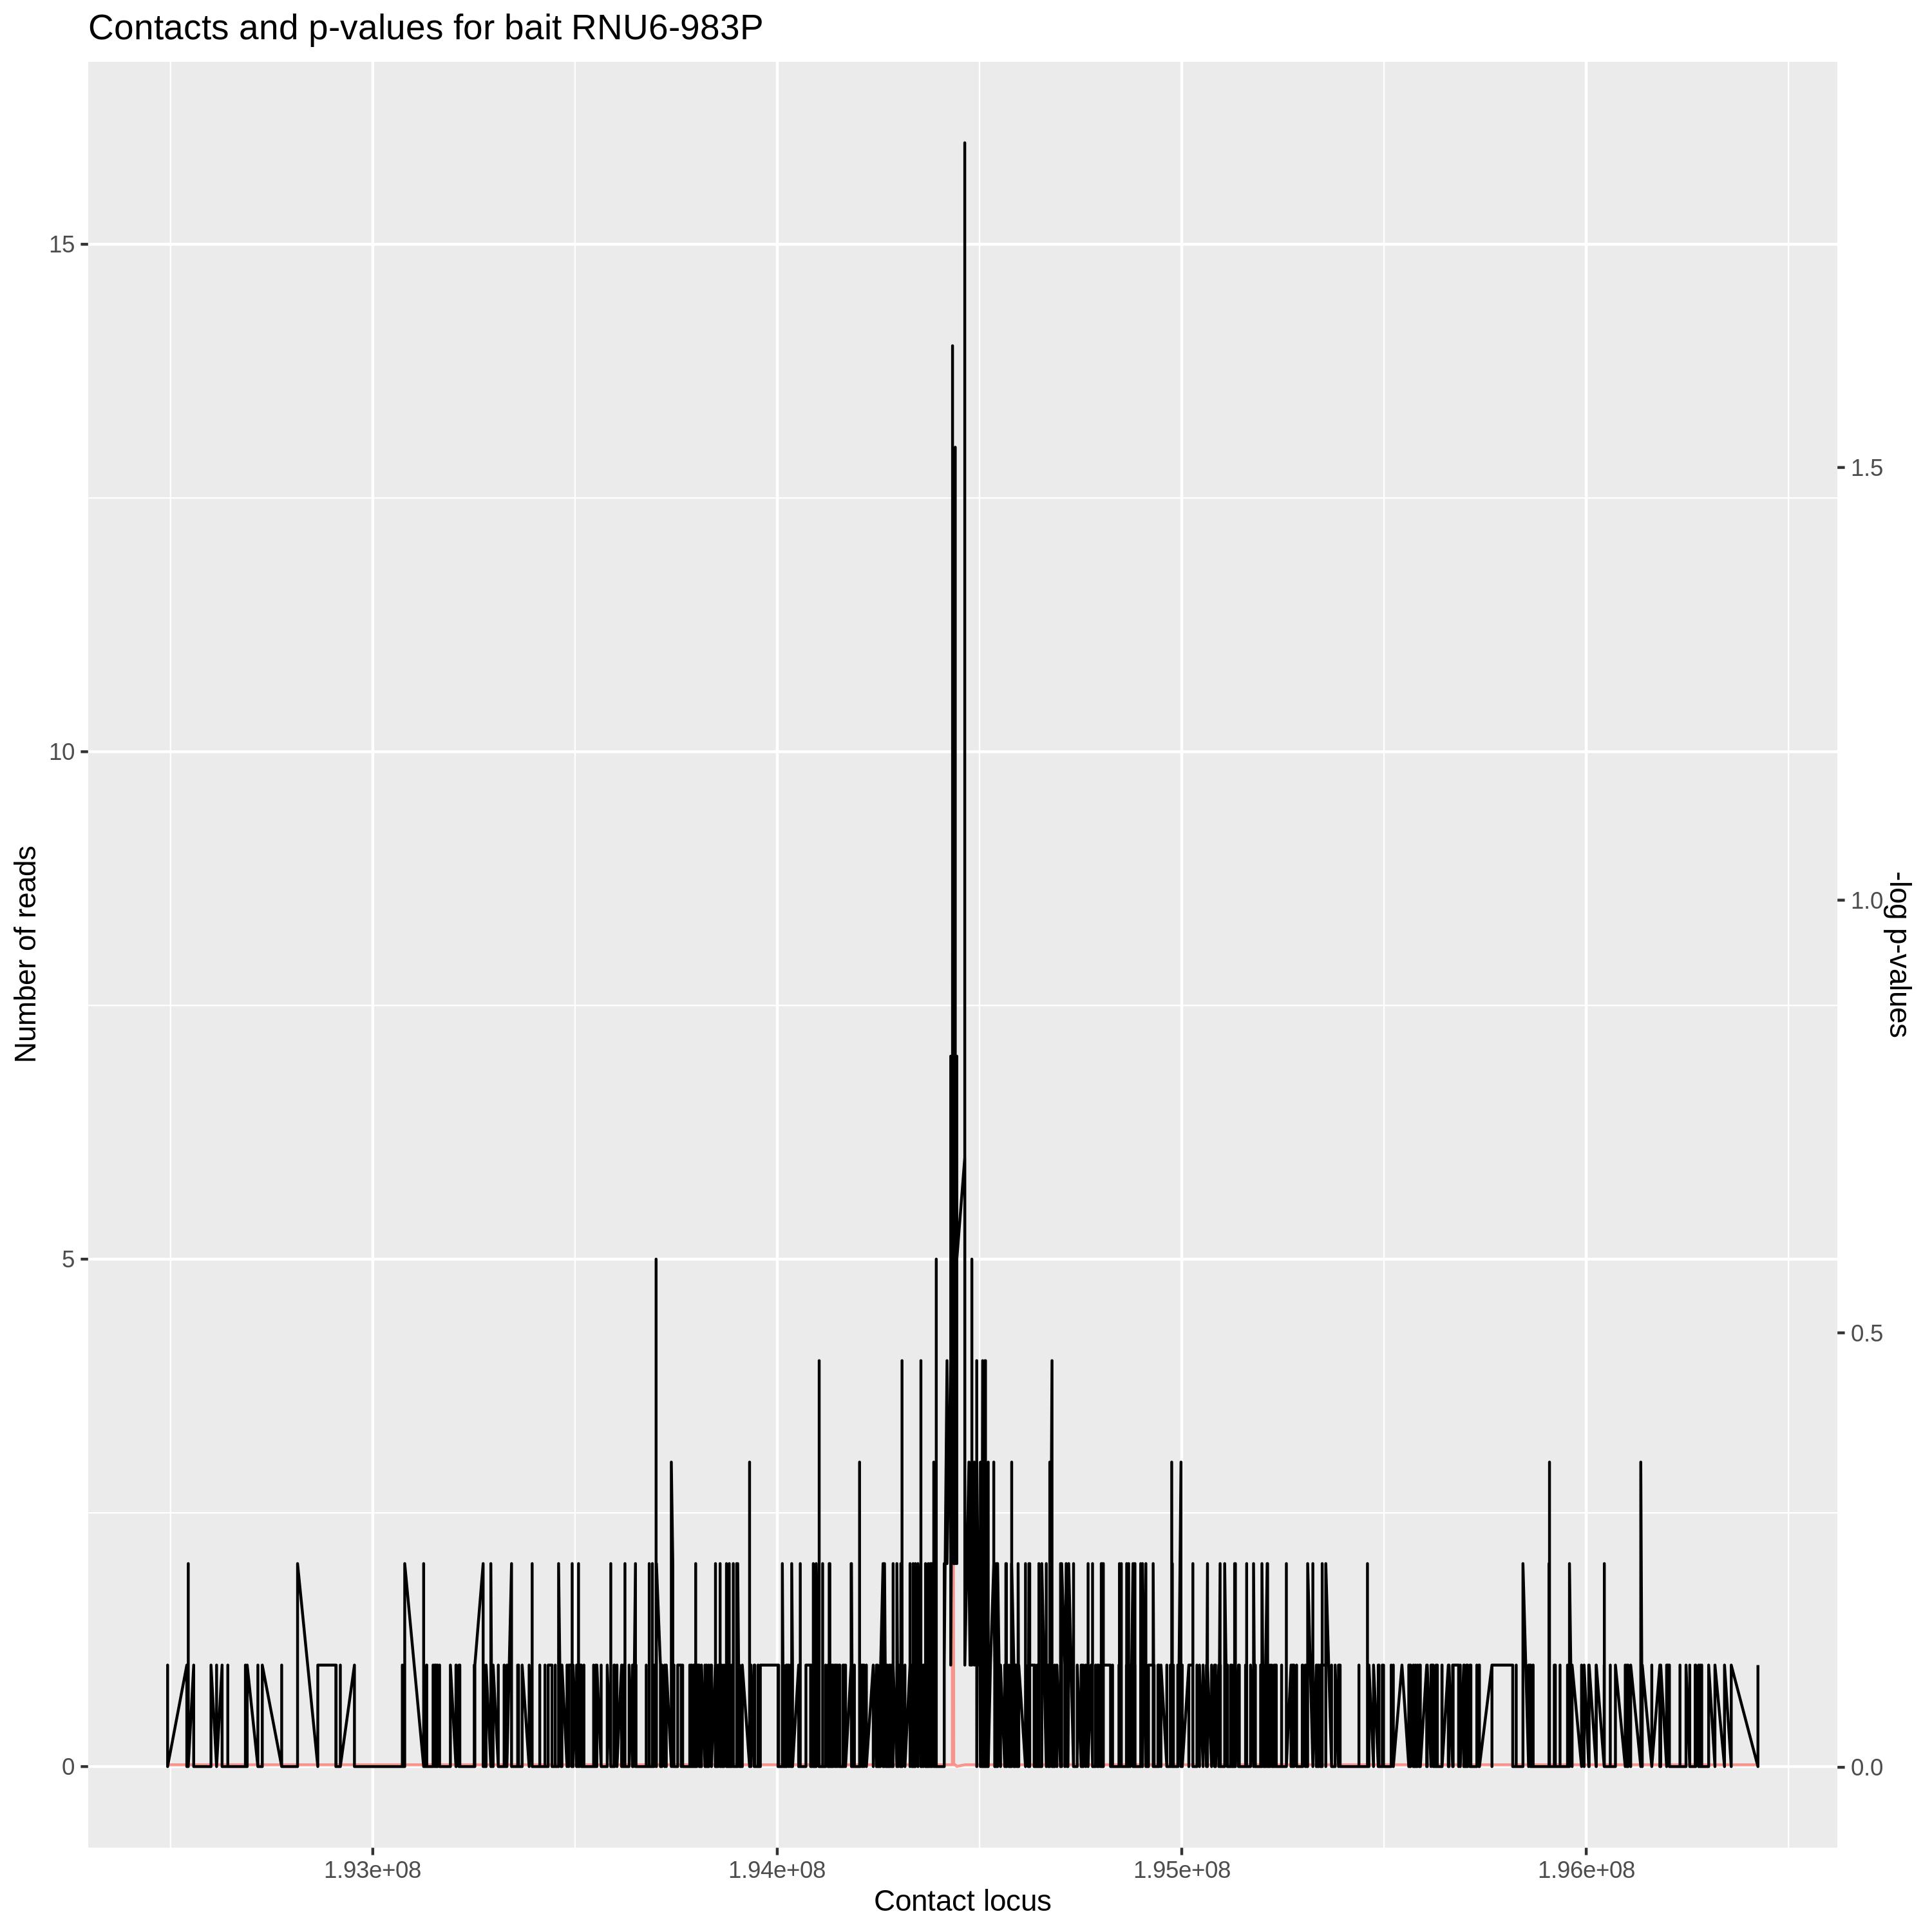 Contacts and p-values for bait RNU6-983P
15
10
5
0
Number of reads
1.5
1.0
0.5
0.0
-log p-values
1.93e+08
1.94e+08
1.95e+08
1.96e+08
Contact locus